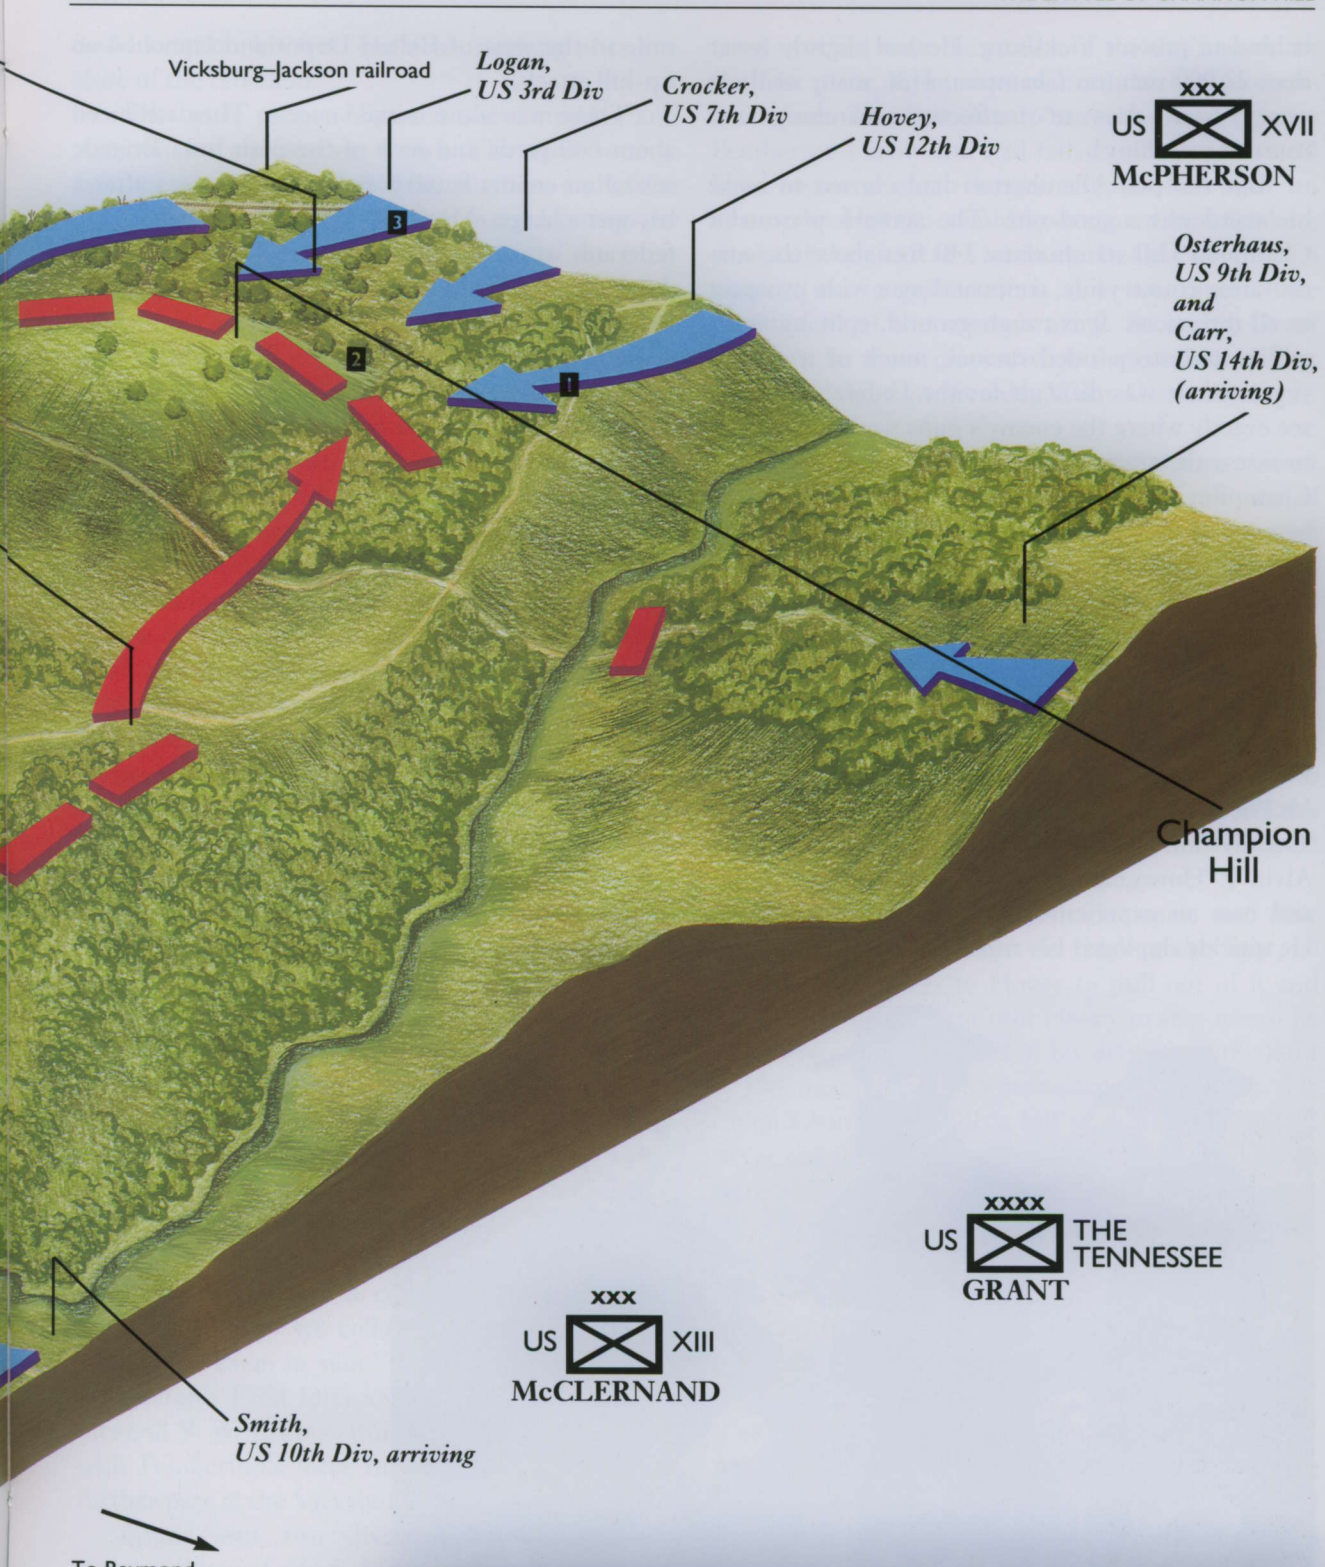 Vicksburg–Jackson railroad
Logan,
US 3rd Div
Crocker,
US 7th Div
Hovey,
US 12th Div
xxx
US XVII
McPHERSON
Osterhaus,
US 9th Div,
and
Carr,
US 14th Div,
(arriving)
3
2
1
Champion
Hill
xxxx
US THE
TENNESSEE
GRANT
xxx
US XIII
McCLERNAND
Smith,
US 10th Div, arriving
To Raymond